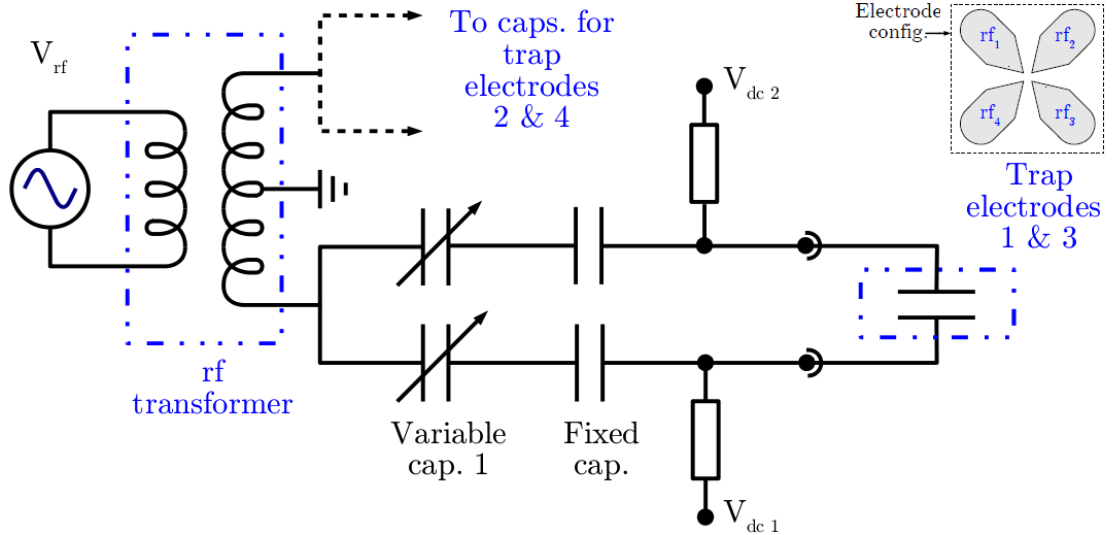 V_rf
To caps. for
trap
electrodes
2 & 4
V_dc 2
Electrode
config.
rf_1
rf_2
rf_4
rf_3
Trap
electrodes
1 & 3
rf
transformer
Variable
cap. 1
Fixed
cap.
V_dc 1